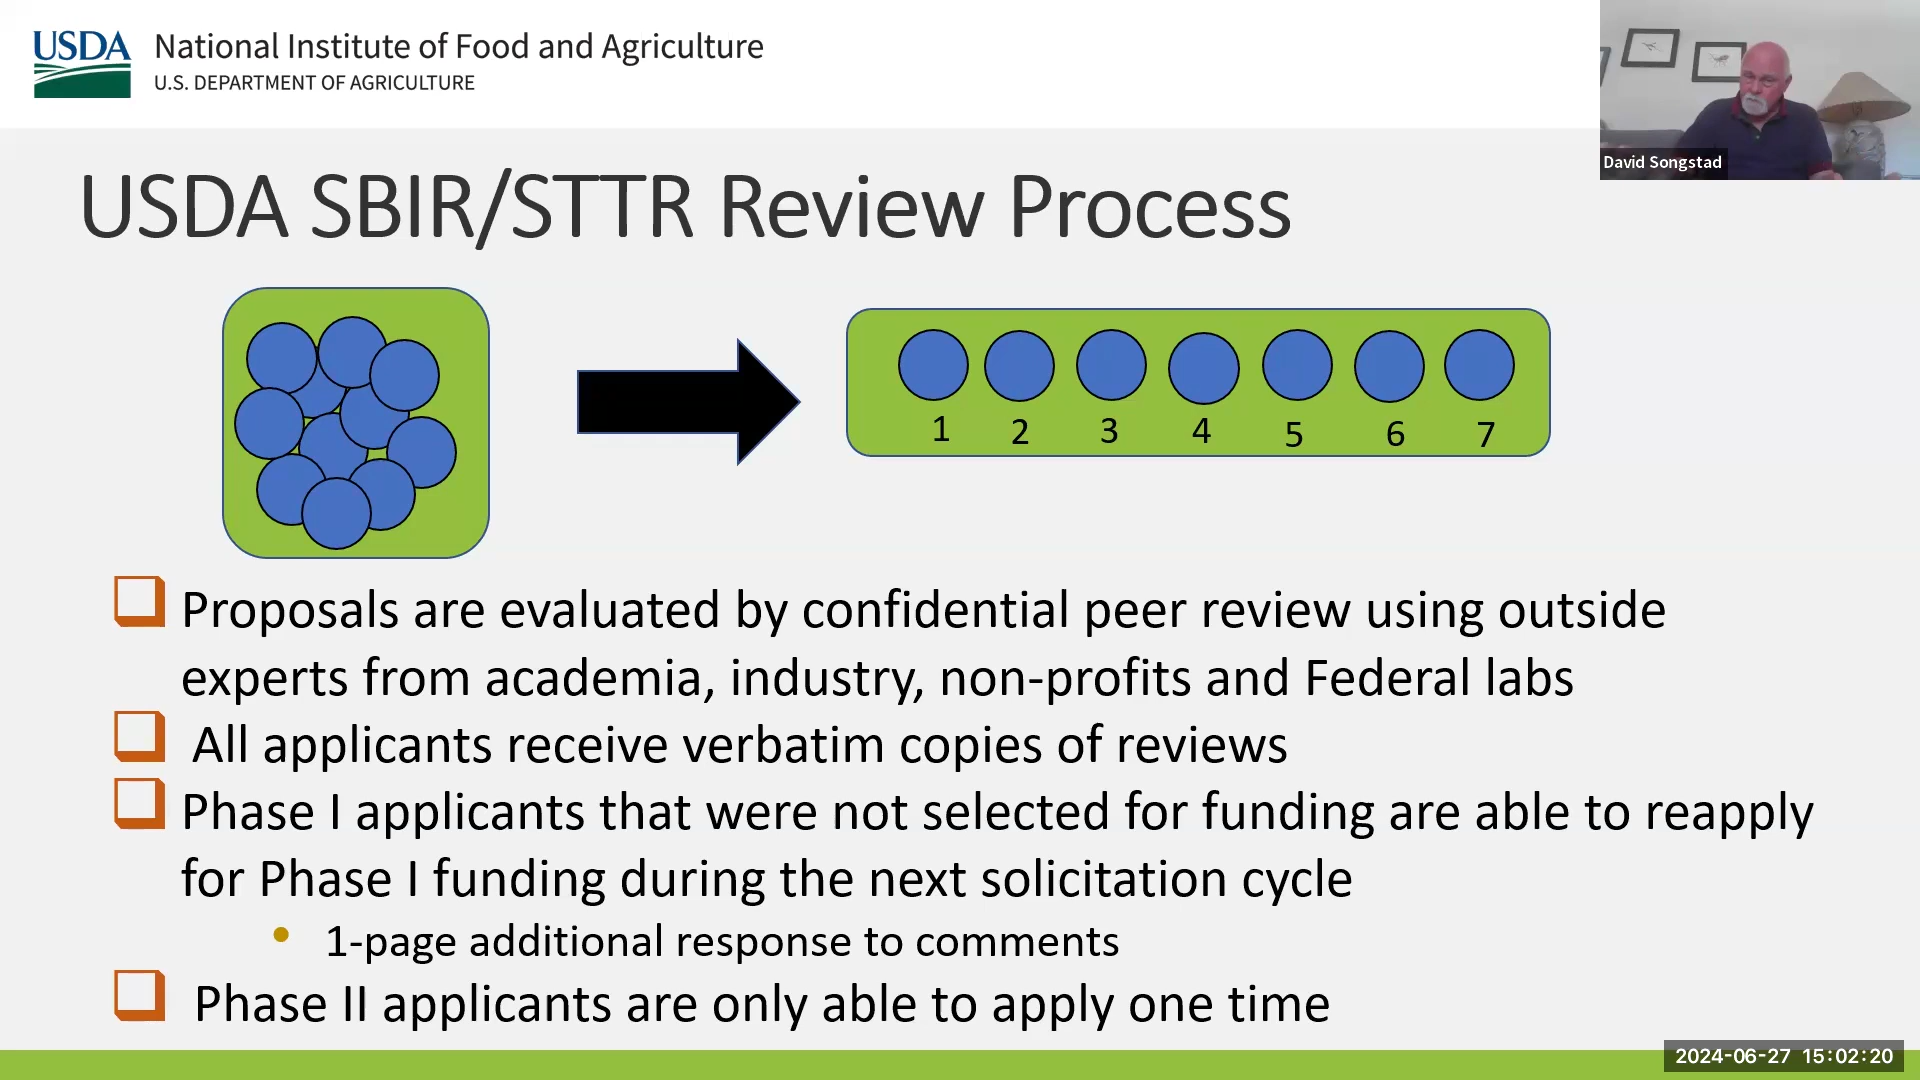 USDA
National Institute of Food and Agriculture
U.S. DEPARTMENT OF AGRICULTURE
David Songstad
USDA SBIR/STTR Review Process
1 2 3 4 5 6 7
Proposals are evaluated by confidential peer review using outside
experts from academia, industry, non-profits and Federal labs
All applicants receive verbatim copies of reviews
Phase I applicants that were not selected for funding are able to reapply
for Phase I funding during the next solicitation cycle
• 1-page additional response to comments
Phase II applicants are only able to apply one time
2024-06-27 15:02:20